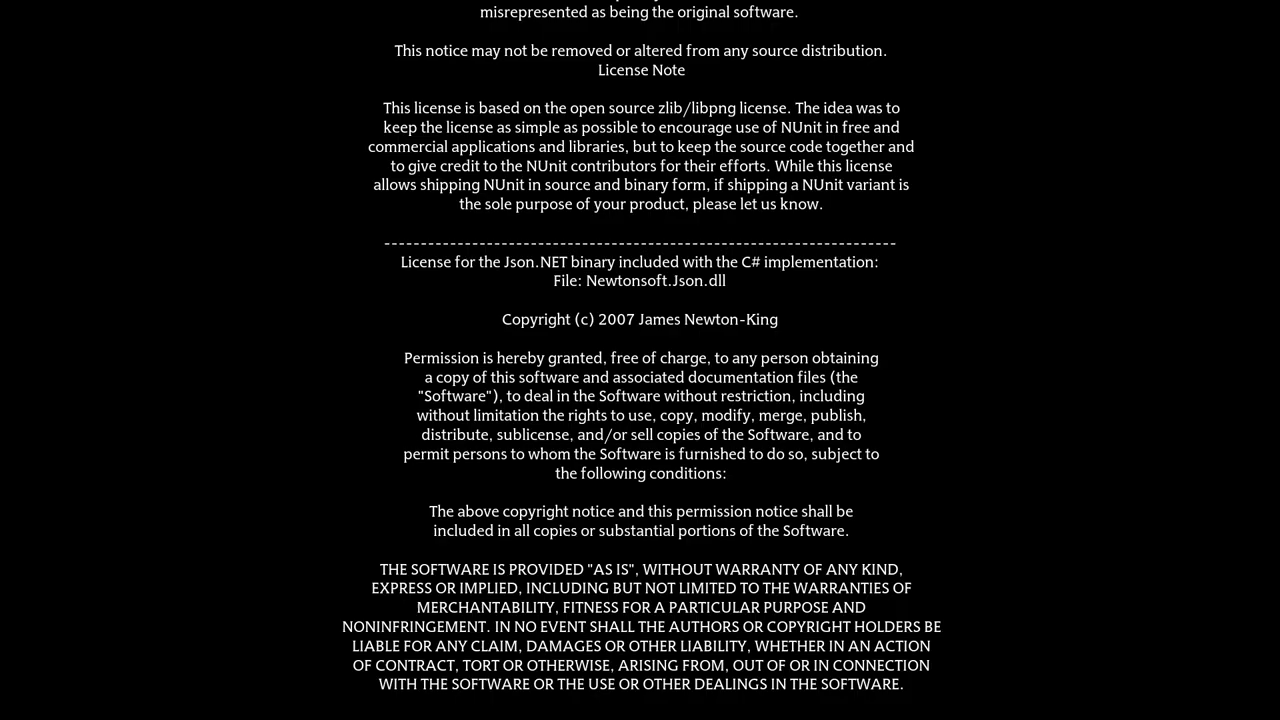 misrepresented as being the original software.
This notice may not be removed or altered from any source distribution.
License Note
This license is based on the open source zlib/libpng license. The idea was to
keep the license as simple as possible to encourage use of NUnit in free and
commercial applications and libraries, but to keep the source code together and
to give credit to the NUnit contributors for their efforts. While this license
allows shipping NUnit in source and binary form, if shipping a NUnit variant is
the sole purpose of your product, please let us know.
-----------------------------------------------------------------------
License for the Json.NET binary included with the C# implementation:
File: Newtonsoft.Json.dll
Copyright (c) 2007 James Newton-King
Permission is hereby granted, free of charge, to any person obtaining
a copy of this software and associated documentation files (the
"Software"), to deal in the Software without restriction, including
without limitation the rights to use, copy, modify, merge, publish,
distribute, sublicense, and/or sell copies of the Software, and to
permit persons to whom the Software is furnished to do so, subject to
the following conditions:
The above copyright notice and this permission notice shall be
included in all copies or substantial portions of the Software.
THE SOFTWARE IS PROVIDED "AS IS", WITHOUT WARRANTY OF ANY KIND,
EXPRESS OR IMPLIED, INCLUDING BUT NOT LIMITED TO THE WARRANTIES OF
MERCHANTABILITY, FITNESS FOR A PARTICULAR PURPOSE AND
NONINFRINGEMENT. IN NO EVENT SHALL THE AUTHORS OR COPYRIGHT HOLDERS BE
LIABLE FOR ANY CLAIM, DAMAGES OR OTHER LIABILITY, WHETHER IN AN ACTION
OF CONTRACT, TORT OR OTHERWISE, ARISING FROM, OUT OF OR IN CONNECTION
WITH THE SOFTWARE OR THE USE OR OTHER DEALINGS IN THE SOFTWARE.